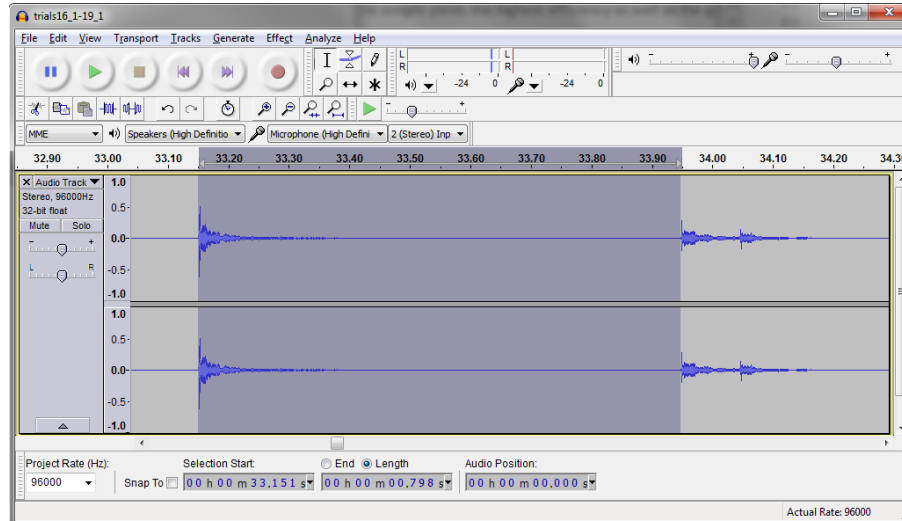 trials16_1-19_1
File Edit View Transport Tracks Generate Effect Analyze Help
L
R
-24 0
L
R
-24 0
- +
- +
- +
MME Speakers (High Definitio Microphone (High Defini 2 (Stereo) Inp
32.90 33.00 33.10 33.20 33.30 33.40 33.50 33.60 33.70 33.80 33.90 34.00 34.10 34.20 34.3
X Audio Track
Stereo, 96000Hz
32-bit float
Mute Solo
- +
L R
1.0
0.5-
0.0-
-0.5-
-1.0
1.0
0.5-
0.0-
-0.5-
-1.0
Project Rate (Hz): Selection Start: End Length Audio Position:
96000 Snap To 00 h 00 m 33.151 s 00 h 00 m 00.798 s 00 h 00 m 00.000 s
Actual Rate: 96000